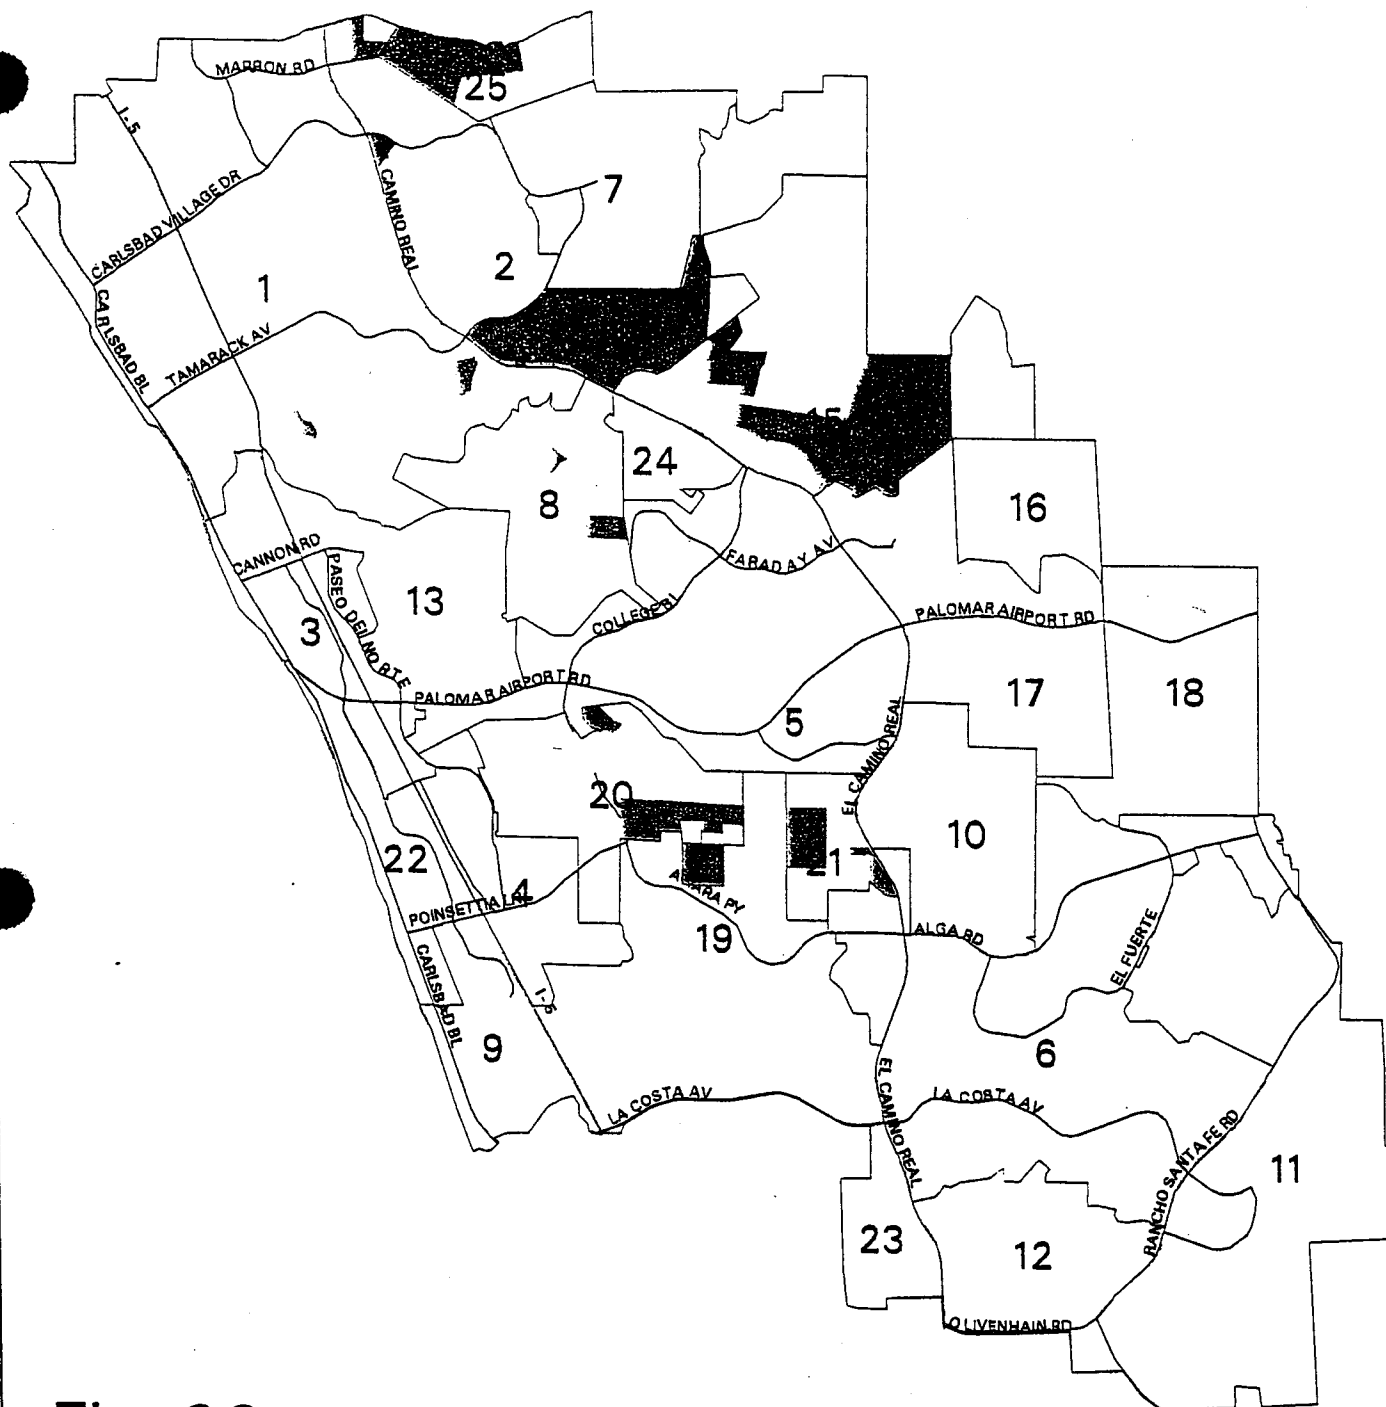 MARRON RD
25
I-5
CARLSBAD VILLAGE DR
CAMINO REAL
7
2
1
CARLSBAD BL
TAMARACK AV
15
24
8
16
CANNON RD
PASEO DEL NORTE
FARADAY AV
13
COLLEGE BL
PALOMAR AIRPORT RD
3
PALOMAR AIRPORT RD
17
18
5
EL CAMINO REAL
20
10
22
POINSETTIA LN
4
19
ALGA RD
EL FUERTE
CARLSBAD BL
I-5
9
6
LA COSTA AV
EL CAMINO REAL
LA COSTA AV
RANCHO SANTA FE RD
11
23
12
OLIVENHAIN RD